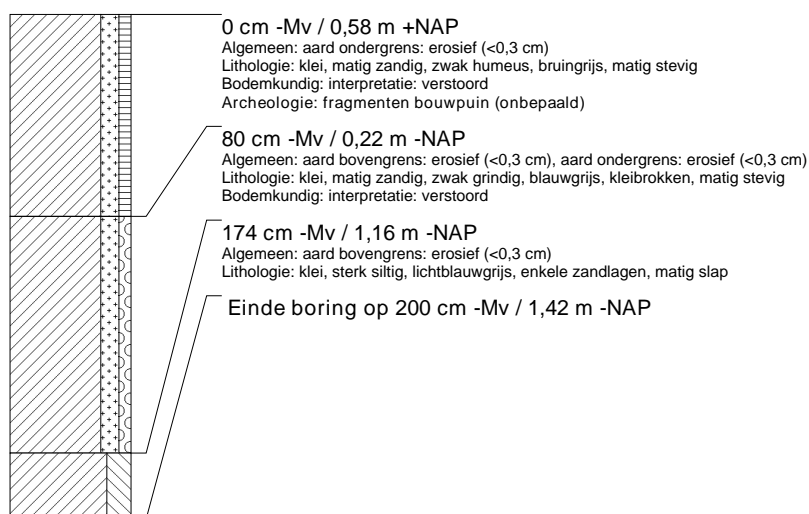 0 cm -Mv / 0,58 m +NAP
Algemeen: aard ondergrens: erosief (<0,3 cm)
Lithologie: klei, matig zandig, zwak humeus, bruingrijs, matig stevig
Bodemkundig: interpretatie: verstoord
Archeologie: fragmenten bouwpuin (onbepaald)
80 cm -Mv / 0,22 m -NAP
Algemeen: aard bovengrens: erosief (<0,3 cm), aard ondergrens: erosief (<0,3 cm)
Lithologie: klei, matig zandig, zwak grindig, blauwgrijs, kleibrokken, matig stevig
Bodemkundig: interpretatie: verstoord
174 cm -Mv / 1,16 m -NAP
Algemeen: aard bovengrens: erosief (<0,3 cm)
Lithologie: klei, sterk siltig, lichtblauwgrijs, enkele zandlagen, matig slap
Einde boring op 200 cm -Mv / 1,42 m -NAP